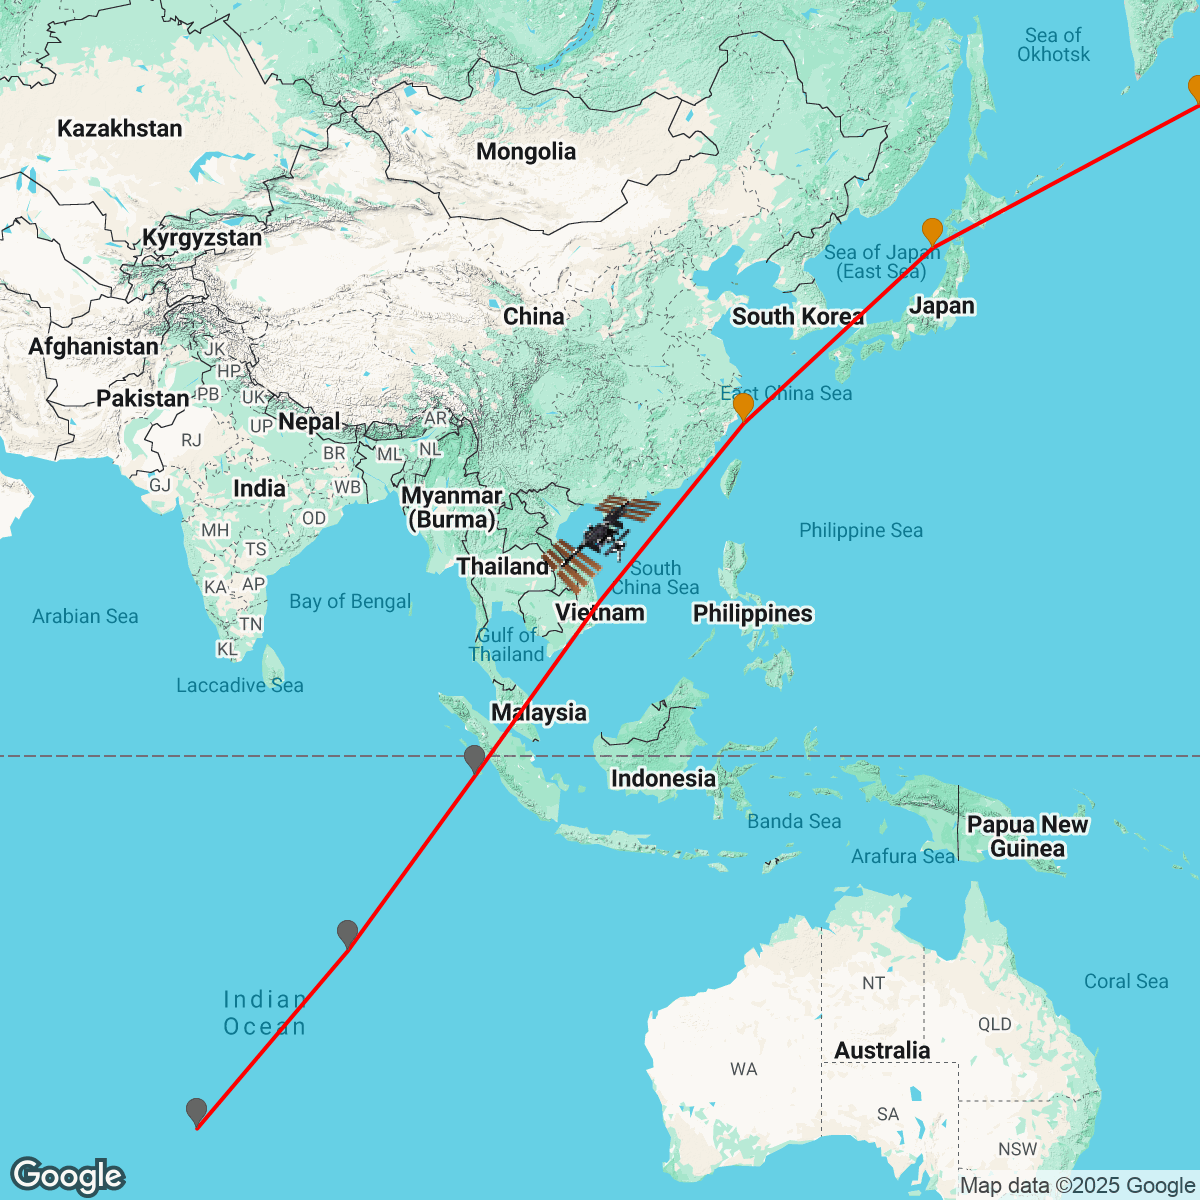 Sea of
Okhotsk
Kazakhstan
Mongolia
Kyrgyzstan
Sea of Japan
(East Sea)
Japan
China
South Korea
Afghanistan
JK
HP
Pakistan
PB
UK
East China Sea
Nepal
AR
UP
RJ
BR
ML
NL
GJ
India
WB
Myanmar
(Burma)
OD
MH
Philippine Sea
TS
Thailand
South
China Sea
KA
AP
Bay of Bengal
Arabian Sea
Vietnam
Philippines
TN
Gulf of
Thailand
KL
Laccadive Sea
Malaysia
Indonesia
Banda Sea
Papua New
Guinea
Arafura Sea
NT
Coral Sea
Indian
Ocean
QLD
Australia
WA
SA
NSW
Google
Map data ©2025 Google